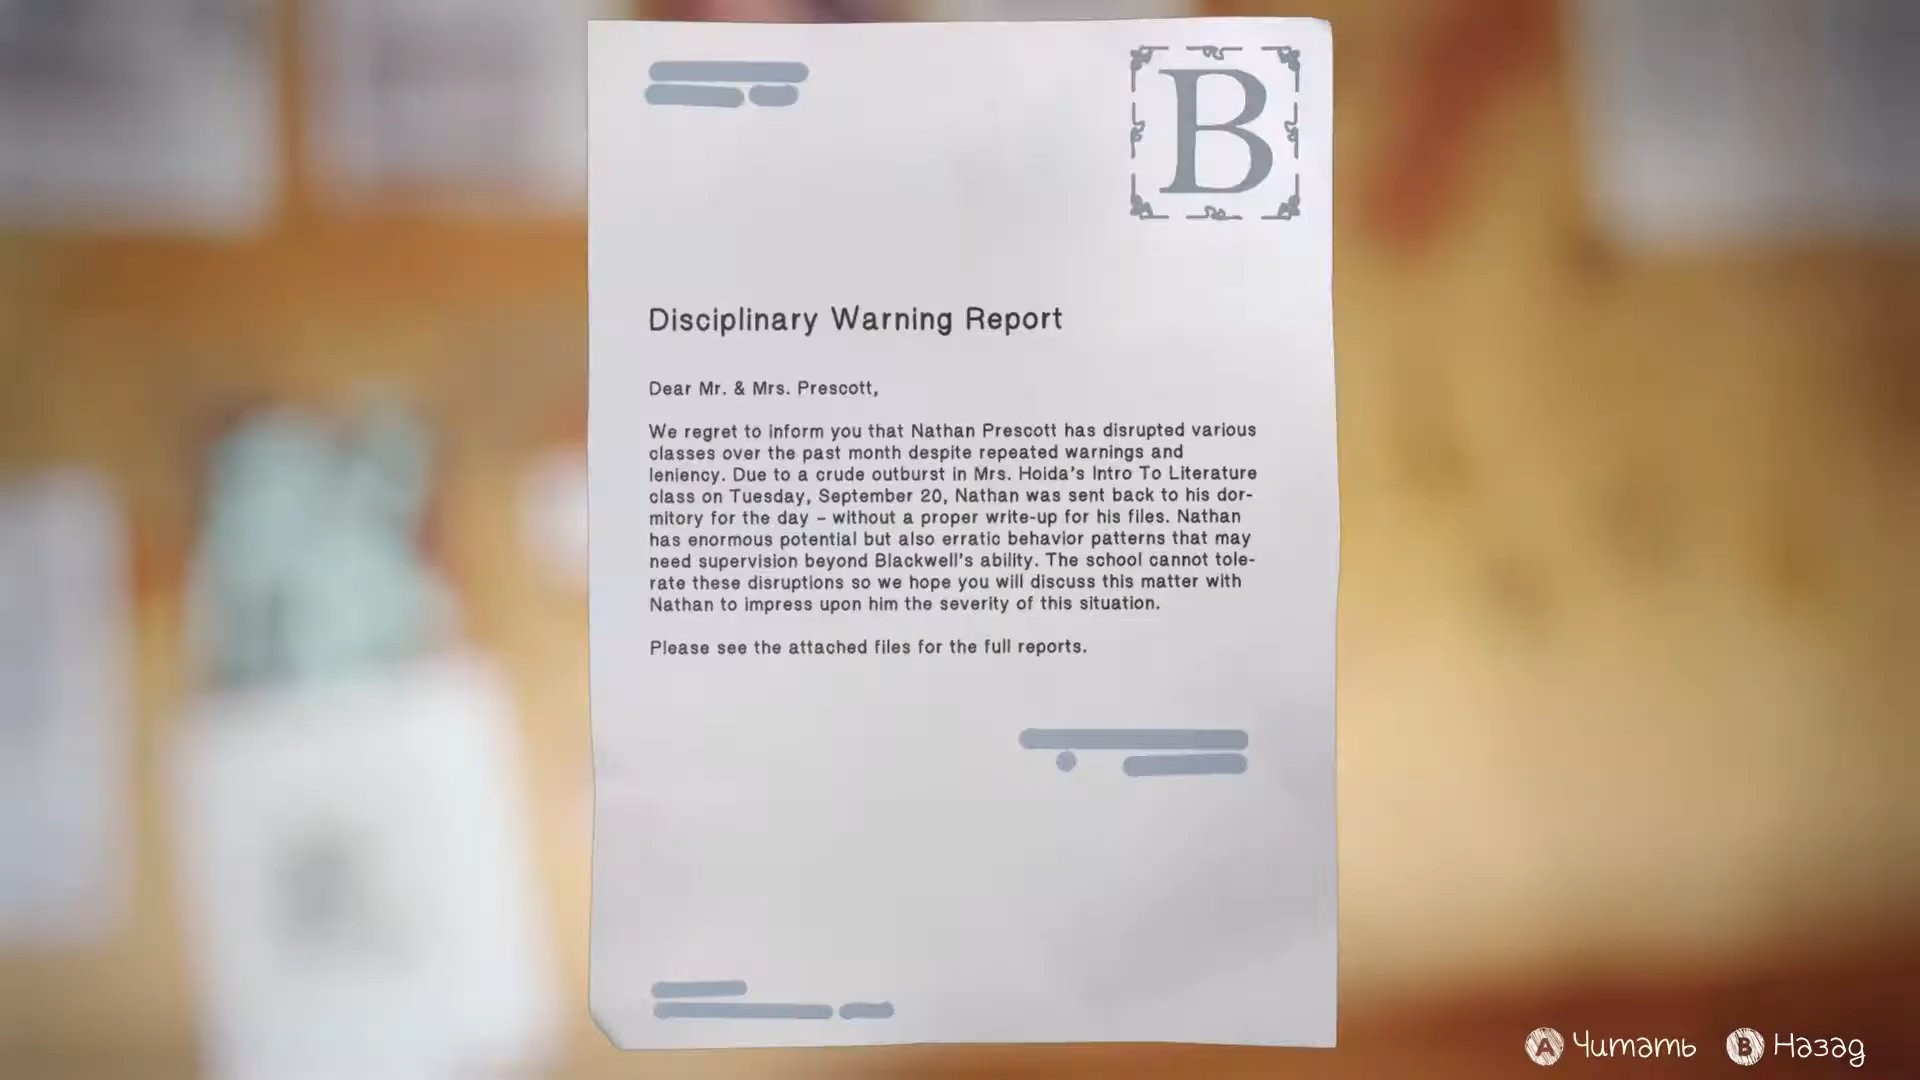 B
Disciplinary Warning Report
Dear Mr. & Mrs. Prescott,
We regret to inform you that Nathan Prescott has disrupted various
classes over the past month despite repeated warnings and
leniency. Due to a crude outburst in Mrs. Hoida's Intro To Literature
class on Tuesday, September 20, Nathan was sent back to his dor-
mitory for the day – without a proper write-up for his files. Nathan
has enormous potential but also erratic behavior patterns that may
need supervision beyond Blackwell's ability. The school cannot tole-
rate these disruptions so we hope you will discuss this matter with
Nathan to impress upon him the severity of this situation.
Please see the attached files for the full reports.
A Читать B Назад